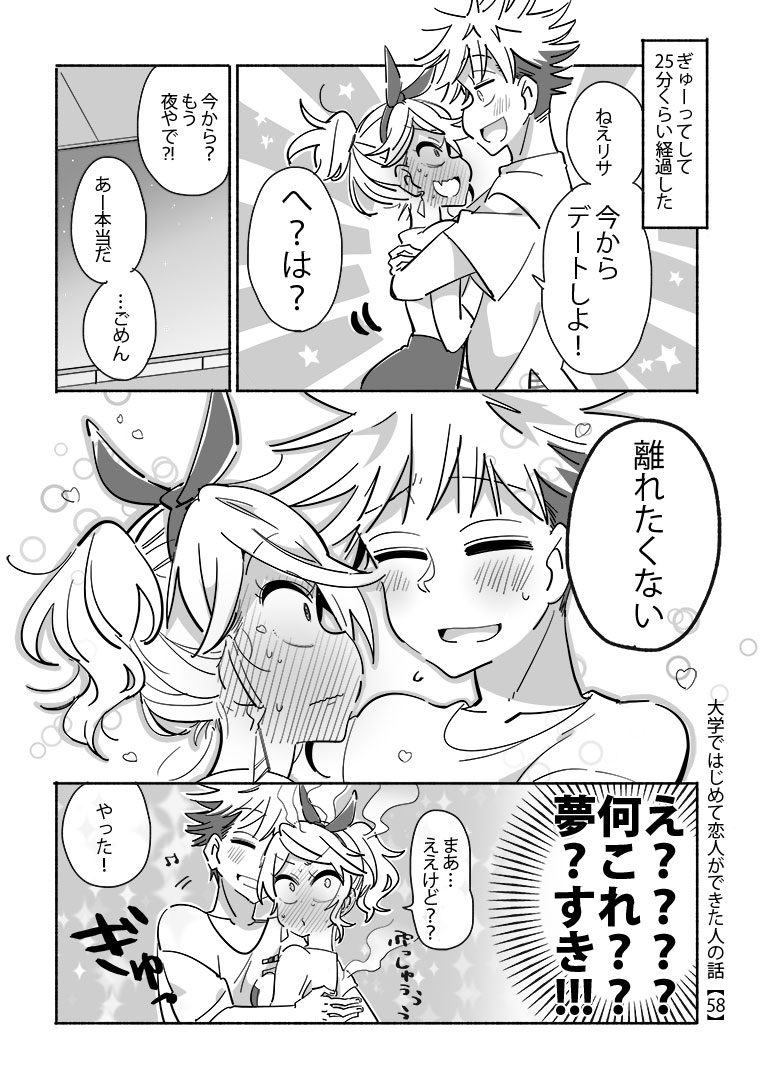 ぎゅーってして
25分くらい経過した
ねえリサ
今から
デートしよ！
へ？は？
今から？
もう
夜やで?!
あー本当だ
…ごめん
離れたくない
え？？？？？
何これ？？
夢？すき!!!
まあ…
ええけど？？
やった！
ぎゅっ
大学ではじめて恋人ができた人の話【58】